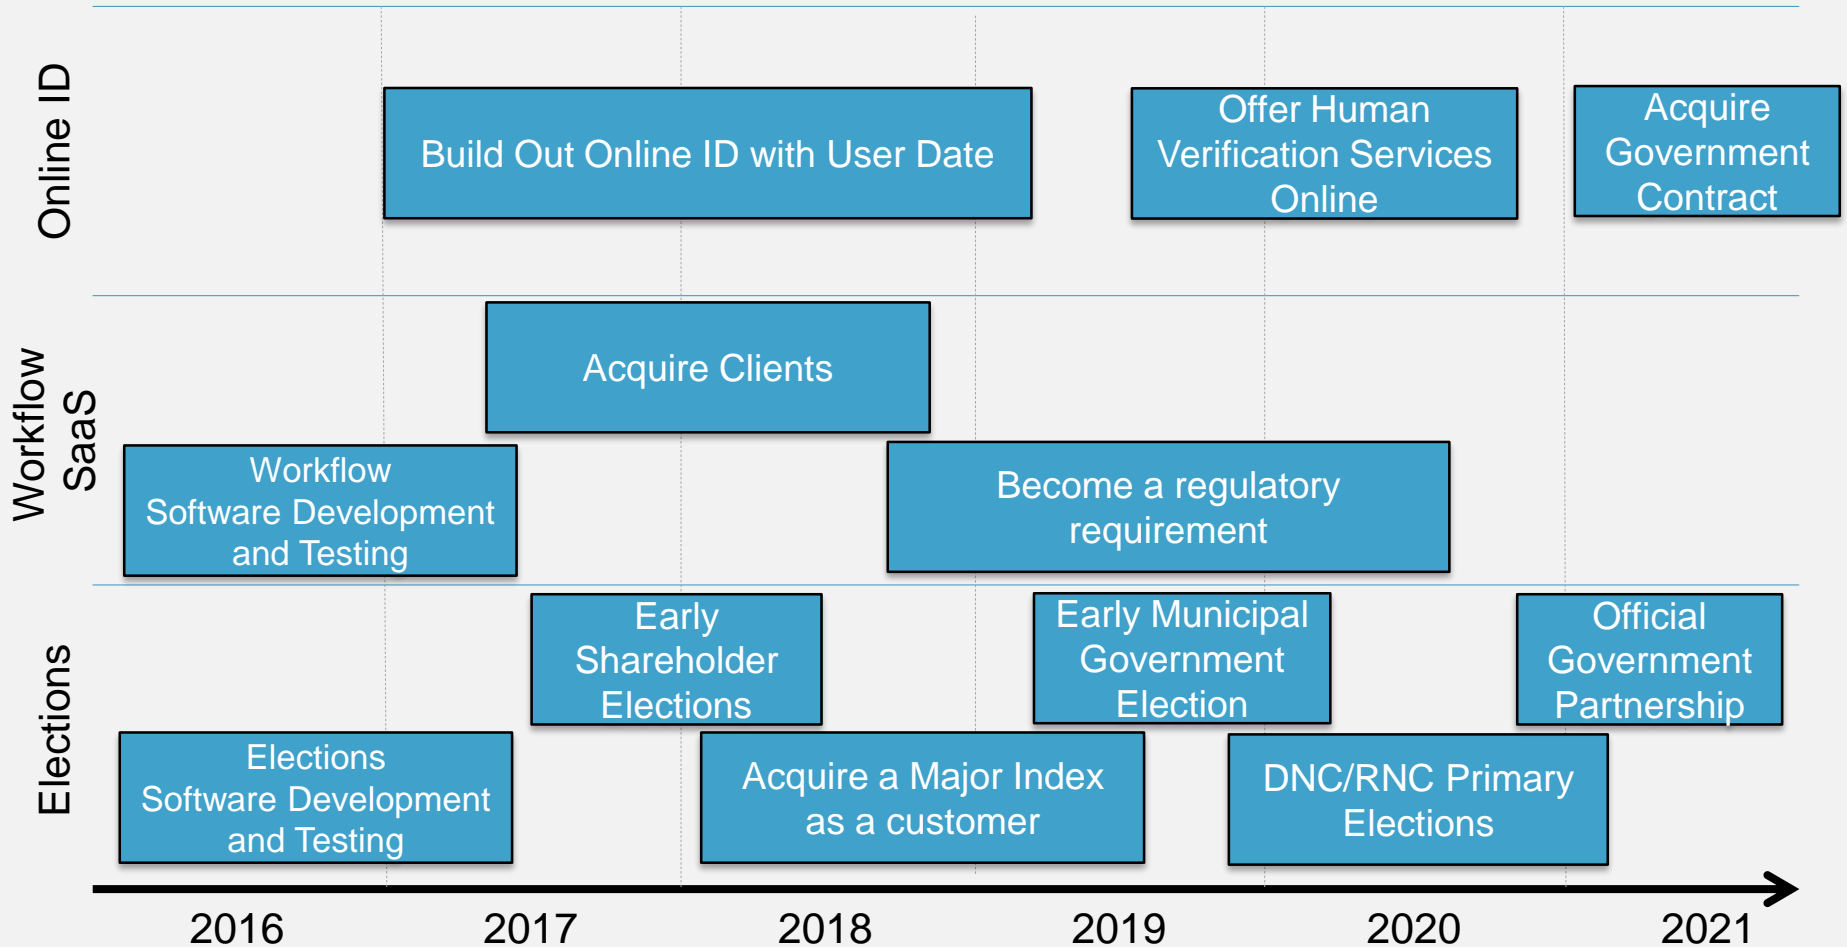 Online ID
Build Out Online ID with User Date
Offer Human
Verification Services
Online
Acquire
Government
Contract
Workflow
SaaS
Acquire Clients
Workflow
Software Development
and Testing
Become a regulatory
requirement
Elections
Early
Shareholder
Elections
Early Municipal
Government
Election
Official
Government
Partnership
Elections
Software Development
and Testing
Acquire a Major Index
as a customer
DNC/RNC Primary
Elections
2016 2017 2018 2019 2020 2021